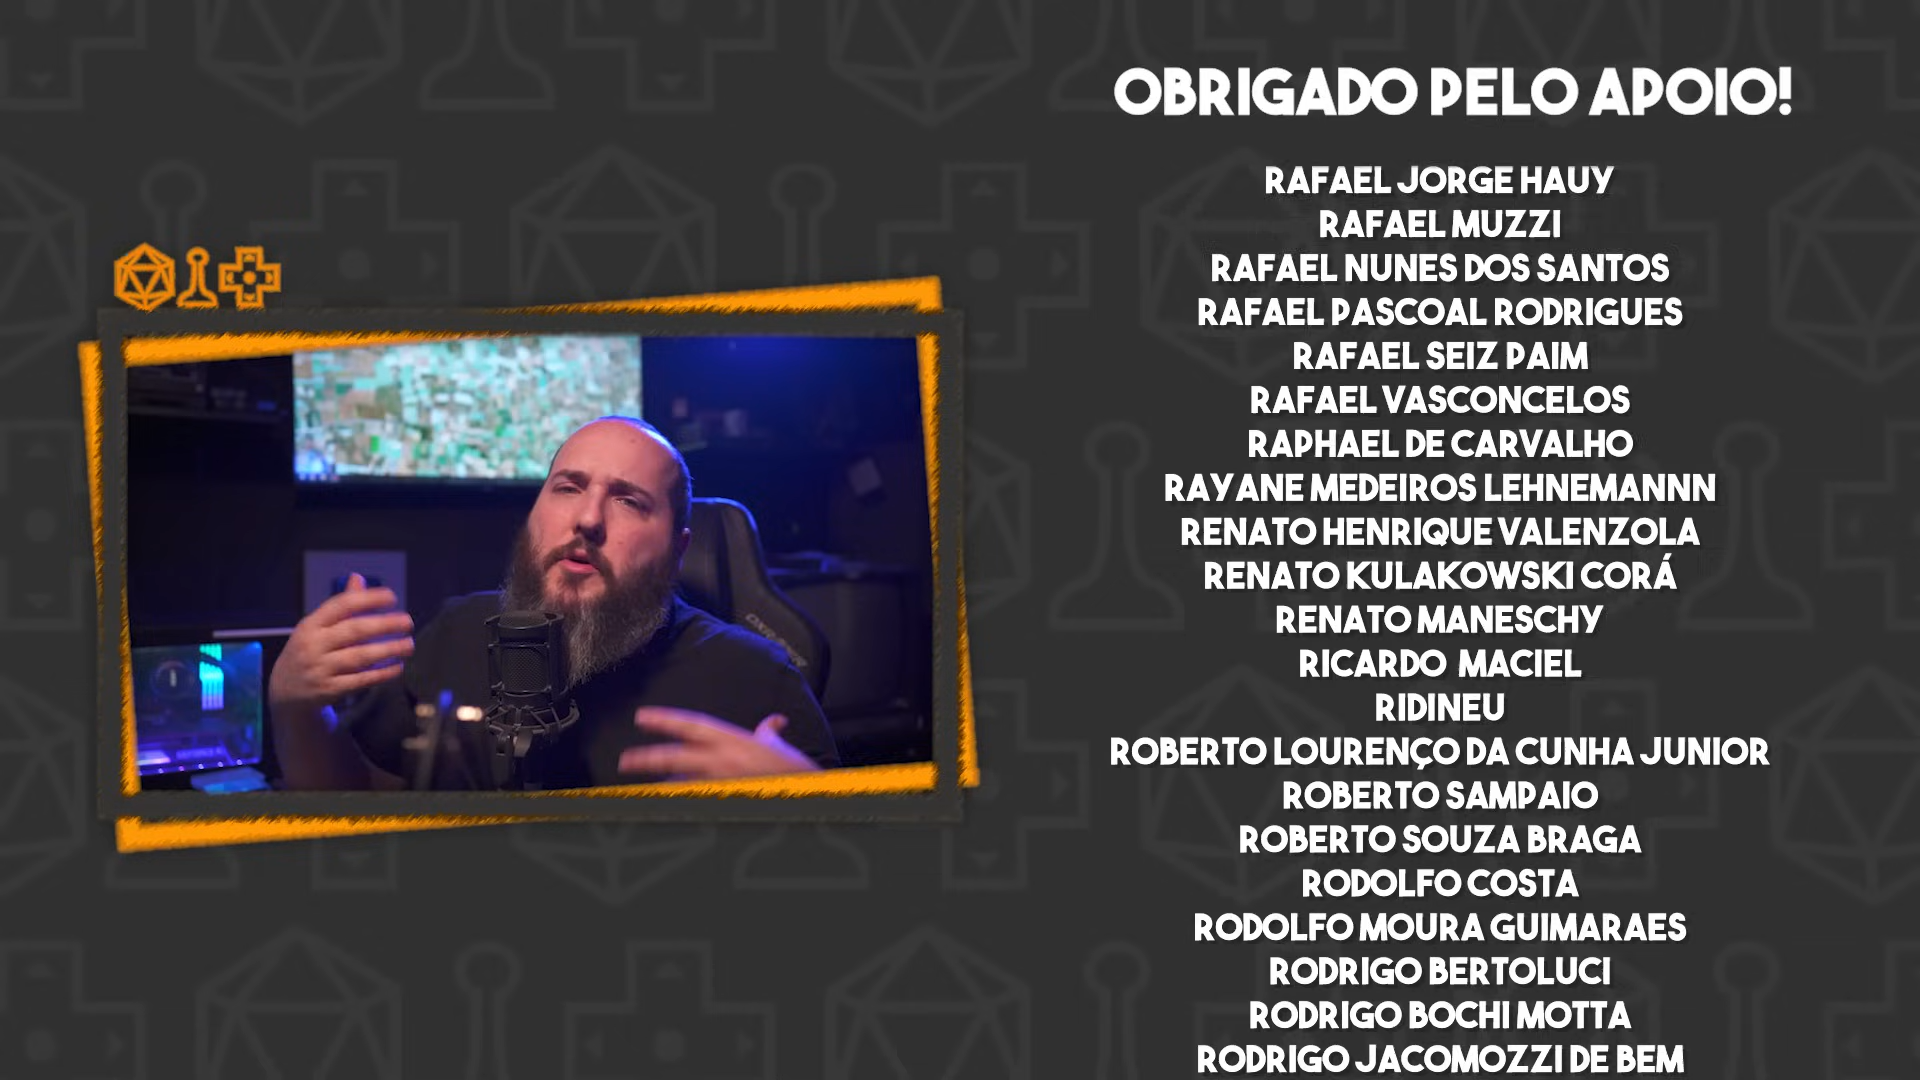 OBRIGADO PELO APOIO!
RAFAEL JORGE HAUY
RAFAEL MUZZI
RAFAEL NUNES DOS SANTOS
RAFAEL PASCOAL RODRIGUES
RAFAEL SEIZ PAIM
RAFAEL VASCONCELOS
RAPHAEL DE CARVALHO
RAYANE MEDEIROS LEHNEMANNN
RENATO HENRIQUE VALENZOLA
RENATO KULAKOWSKI CORÁ
RENATO MANESCHY
RICARDO MACIEL
RIDINEU
ROBERTO LOURENÇO DA CUNHA JUNIOR
ROBERTO SAMPAIO
ROBERTO SOUZA BRAGA
RODOLFO COSTA
RODOLFO MOURA GUIMARAES
RODRIGO BERTOLUCI
RODRIGO BOCHI MOTTA
RODRIGO JACOMOZZI DE BEM